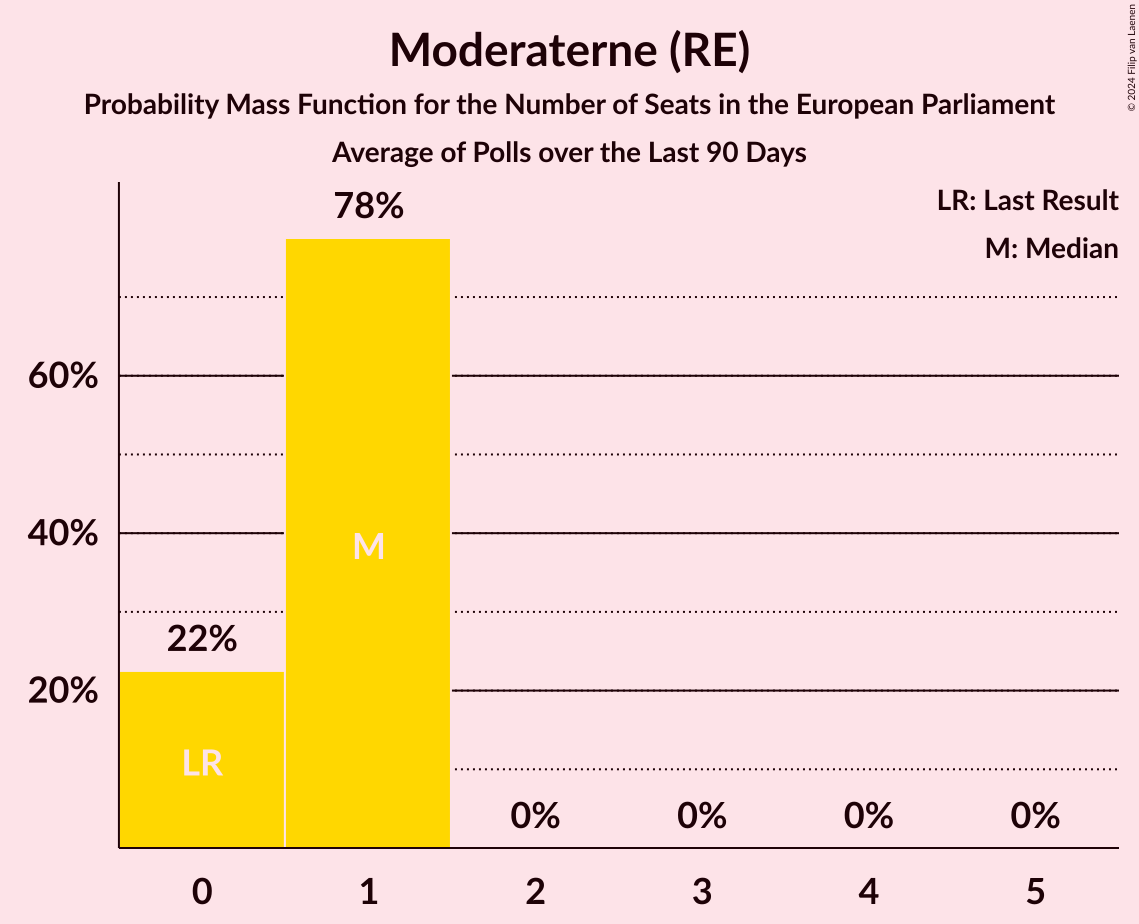 Moderaterne (RE)
Probability Mass Function for the Number of Seats in the European Parliament
Average of Polls over the Last 90 Days
© 2024 Filip van Laenen
LR: Last Result
M: Median
78%
60%
40%
M
22%
20%
LR
0% 0% 0% 0%
0 1 2 3 4 5